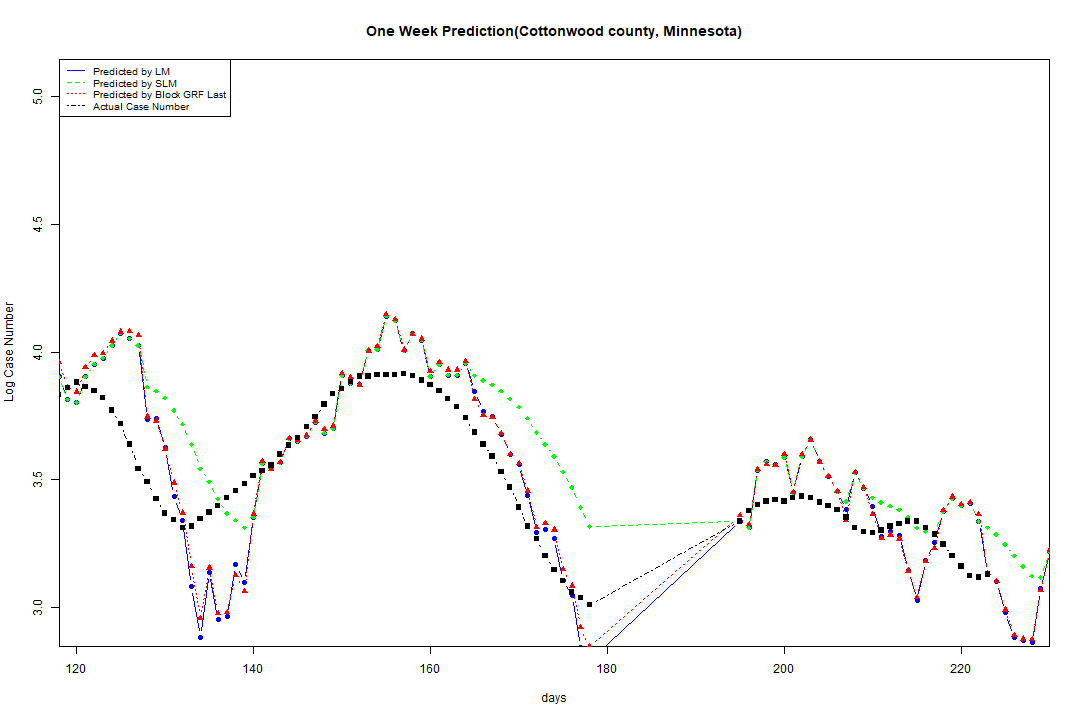 One Week Prediction(Cottonwood county, Minnesota)
Predicted by LM
Predicted by SLM
Predicted by Block GRF Last
Actual Case Number
5.0
4.5
4.0
3.5
3.0
Log Case Number
120 140 160 180 200 220
days